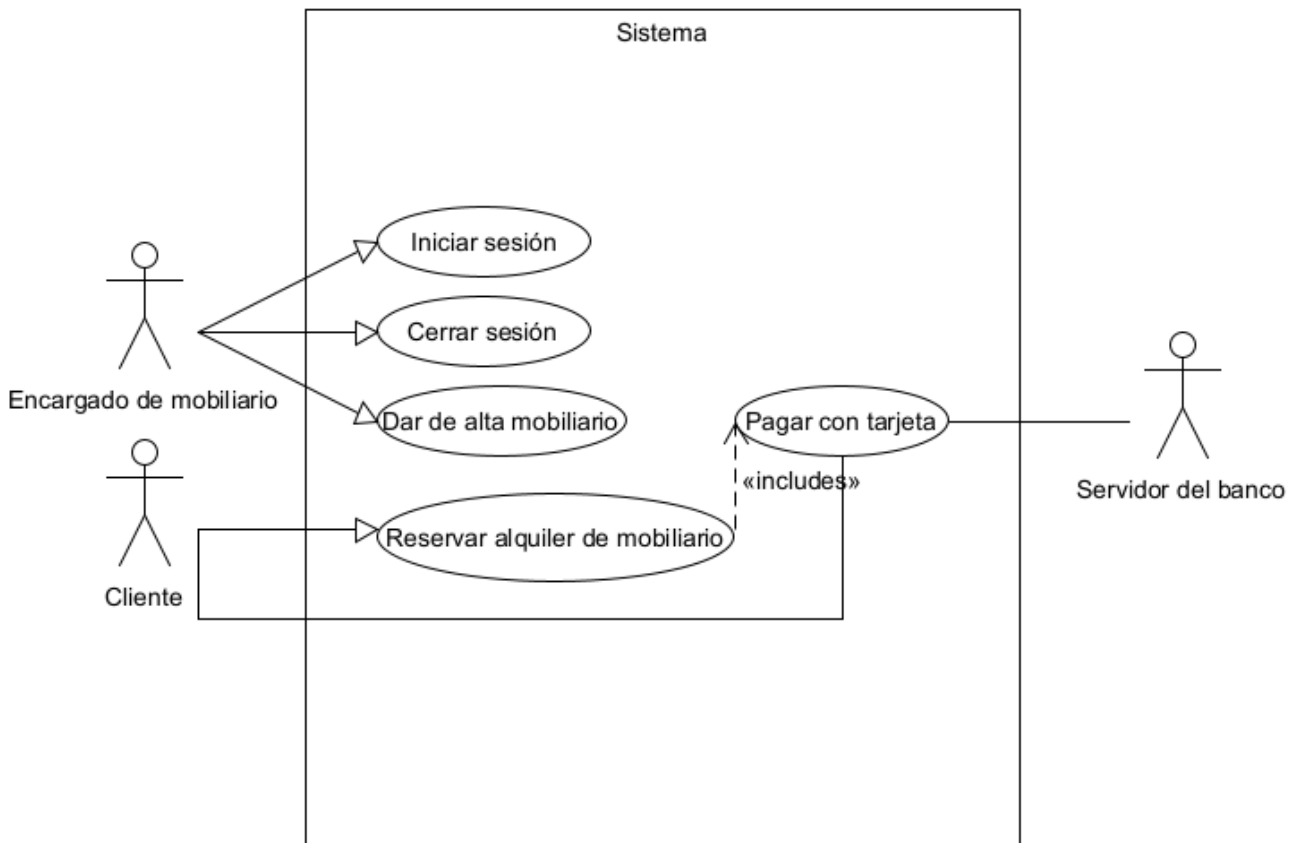 Sistema
Iniciar sesión
Cerrar sesión
Encargado de mobiliario
Dar de alta mobiliario
Pagar con tarjeta
«includes»
Servidor del banco
Reservar alquiler de mobiliario
Cliente